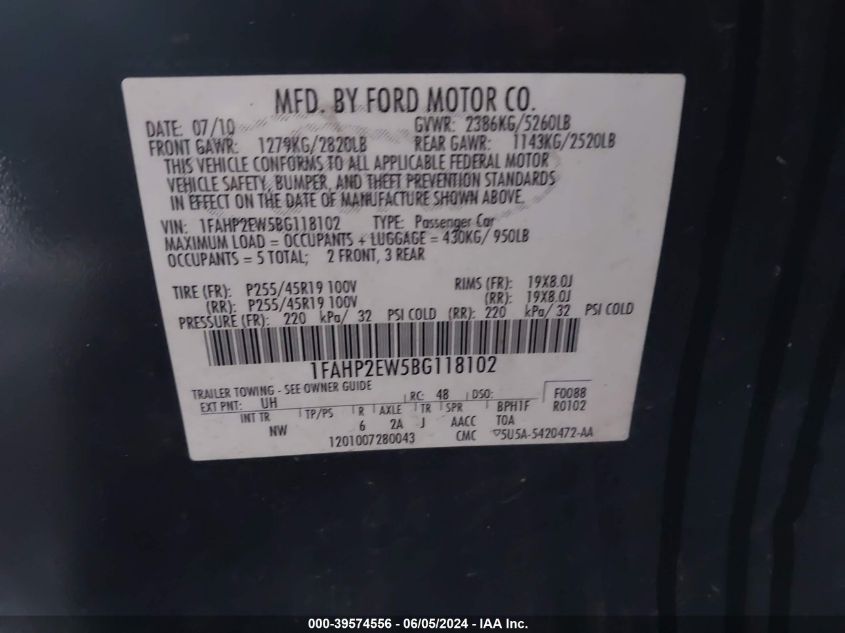 MFD. BY FORD MOTOR CO.
DATE: 07/10 GVWR: 2386KG/5260LB
FRONT GAWR: 1279KG/2820LB REAR GAWR: 1143KG/2520LB
THIS VEHICLE CONFORMS TO ALL APPLICABLE FEDERAL MOTOR
VEHICLE SAFETY, BUMPER, AND THEFT PREVENTION STANDARDS
IN EFFECT ON THE DATE OF MANUFACTURE SHOWN ABOVE.
VIN: 1FAHP2EW5BG118102 TYPE: Passenger Car
MAXIMUM LOAD = OCCUPANTS + LUGGAGE = 430KG/ 950LB
OCCUPANTS = 5 TOTAL; 2 FRONT, 3 REAR
TIRE (FR): P255/45R19 100V RIMS (FR): 19X8.0J
(RR): P255/45R19 100V (RR): 19X8.0J
PRESSURE (FR): 220 kPa/ 32 PSI COLD (RR): 220 kPa/ 32 PSI COLD
1FAHP2EW5BG118102
TRAILER TOWING - SEE OWNER GUIDE
EXT PNT: UH RC: 48 DSO: F0088
INT TR TP/PS R AXLE TR SPR BPH1F R0102
NW 6 2A J AACC TOA
1201007280043 CMC 5U5A-5420472-AA
000-39574556 - 06/05/2024 - IAA Inc.